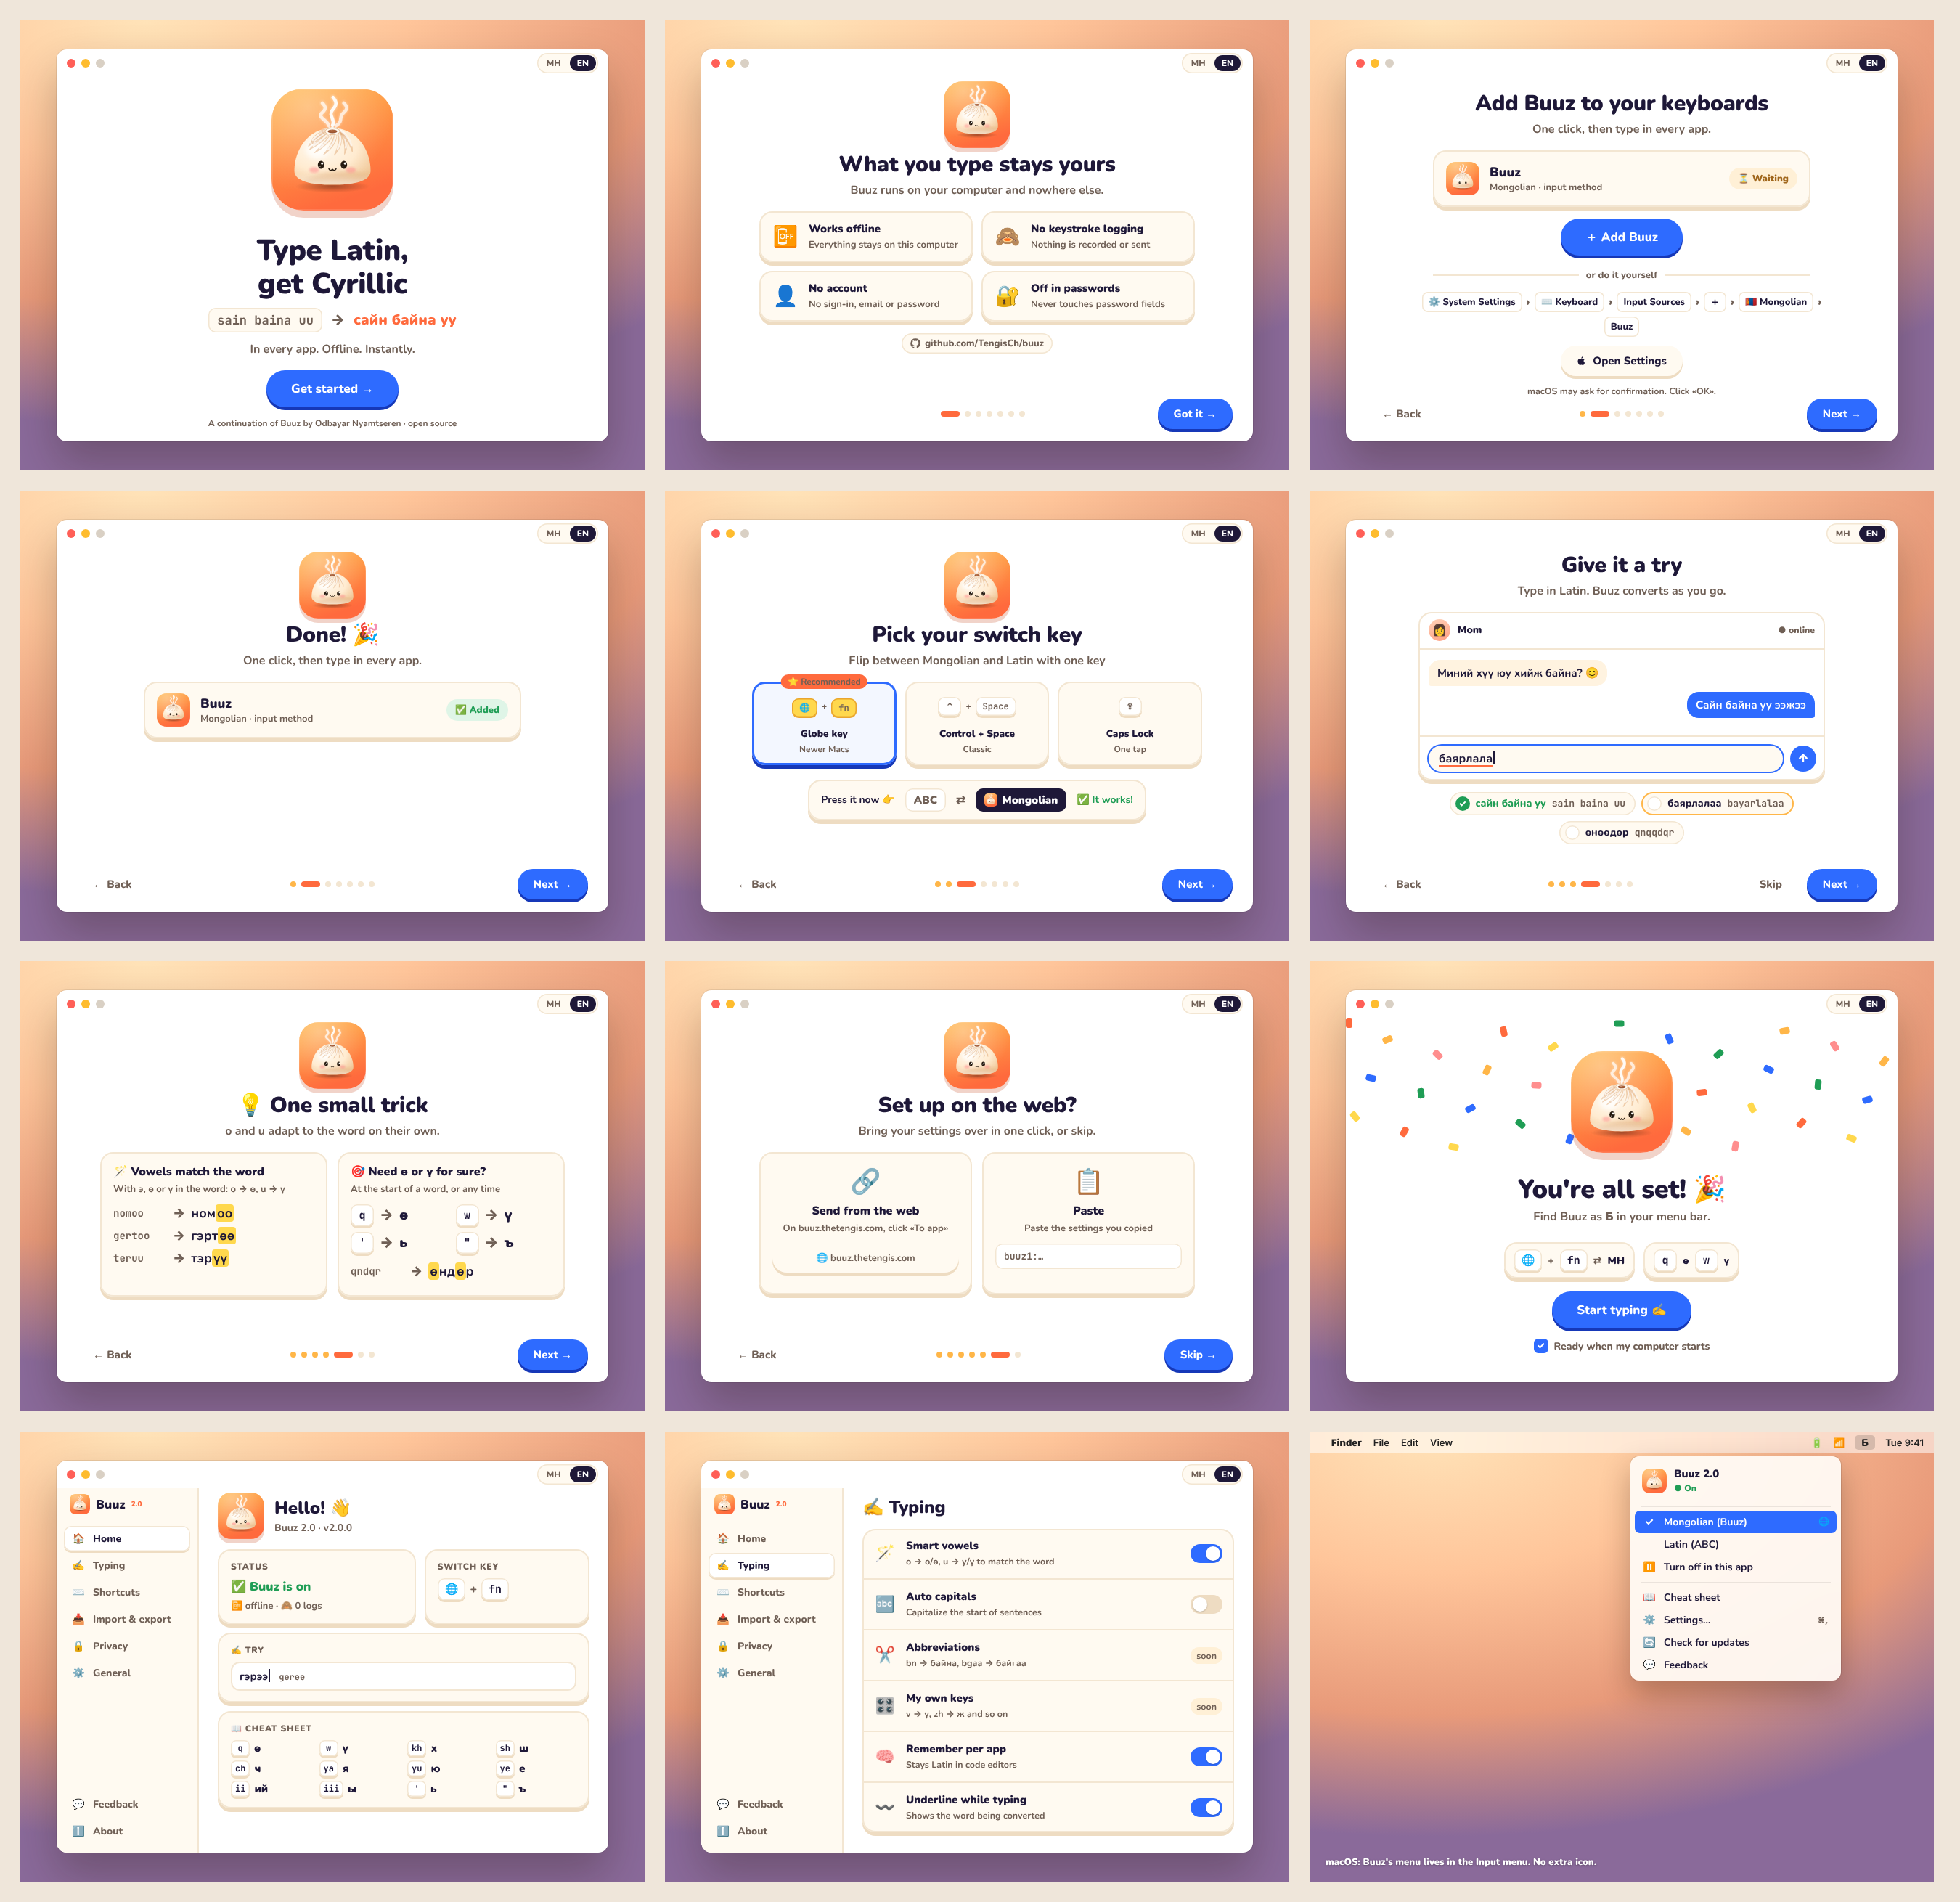 МН EN
Type Latin,
get Cyrillic
sain baina uu → сайн байна уу
In every app. Offline. Instantly.
Get started →
A continuation of Buuz by Odbayar Nyamtseren · open source
МН EN
What you type stays yours
Buuz runs on your computer and nowhere else.
Works offline
Everything stays on this computer
No keystroke logging
Nothing is recorded or sent
No account
No sign-in, email or password
Off in passwords
Never touches password fields
github.com/TengisCh/buuz
Got it →
МН EN
Add Buuz to your keyboards
One click, then type in every app.
Buuz
Mongolian · input method
⏳ Waiting
+ Add Buuz
or do it yourself
⚙️ System Settings › ⌨️ Keyboard › Input Sources › + › 🇲🇳 Mongolian ›
Buuz
Open Settings
macOS may ask for confirmation. Click «OK».
← Back
Next →
МН EN
Done! 🎉
One click, then type in every app.
Buuz
Mongolian · input method
✅ Added
← Back
Next →
МН EN
Pick your switch key
Flip between Mongolian and Latin with one key
⭐ Recommended
🌐 + fn
Globe key
Newer Macs
^ + Space
Control + Space
Classic
⇪
Caps Lock
One tap
Press it now 👉 ABC ⇄ Mongolian ✅ It works!
← Back
Next →
МН EN
Give it a try
Type in Latin. Buuz converts as you go.
Mom
● online
Миний хүү юу хийж байна? 😊
Сайн байна уу ээжээ
баярлала
сайн байна уу sain baina uu
баярлалаа bayarlalaa
өнөөдөр qnqqdqr
← Back
Skip
Next →
МН EN
💡 One small trick
o and u adapt to the word on their own.
🪄 Vowels match the word
With э, ө or ү in the word: o → ө, u → ү
nomoo → номоо
gertoo → гэртөө
teruu → тэрүү
🎯 Need ө or ү for sure?
At the start of a word, or any time
q → ө w → ү
' → ь " → ъ
qndqr → өндөр
← Back
Next →
МН EN
Set up on the web?
Bring your settings over in one click, or skip.
Send from the web
On buuz.thetengis.com, click «To app»
🌐 buuz.thetengis.com
Paste
Paste the settings you copied
buuz1:…
← Back
Skip →
МН EN
You're all set! 🎉
Find Buuz as Б in your menu bar.
🌐 + fn ⇄ МН
q ө w ү
Start typing ✍️
Ready when my computer starts
МН EN
Buuz 2.0
Home
Typing
Shortcuts
Import & export
Privacy
General
Feedback
About
Hello! 👋
Buuz 2.0 · v2.0.0
STATUS
✅ Buuz is on
📴 offline · 🙈 0 logs
SWITCH KEY
🌐 + fn
✍️ TRY
гэрээ geree
📖 CHEAT SHEET
q ө w ү kh х sh ш
ch ч ya я yu ю ye е
ii ий iii ы ' ь " ъ
МН EN
Buuz 2.0
Home
Typing
Shortcuts
Import & export
Privacy
General
Feedback
About
✍️ Typing
Smart vowels
o → о/ө, u → у/ү to match the word
Auto capitals
Capitalize the start of sentences
Abbreviations
bn → байна, bgaa → байгаа
soon
My own keys
v → ү, zh → ж and so on
soon
Remember per app
Stays Latin in code editors
Underline while typing
Shows the word being converted
Finder File Edit View Б Tue 9:41
Buuz 2.0
● On
✓ Mongolian (Buuz)
Latin (ABC)
Turn off in this app
Cheat sheet
Settings… ⌘,
Check for updates
Feedback
macOS: Buuz's menu lives in the Input menu. No extra icon.